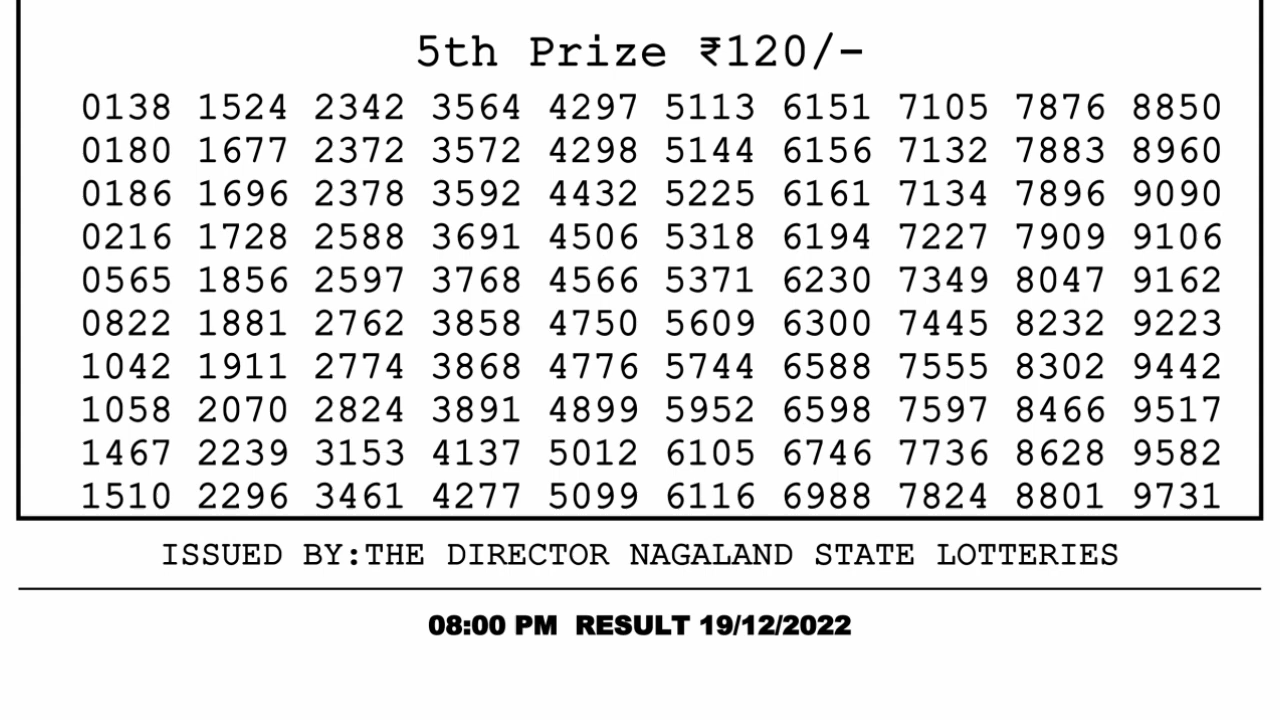 5th Prize ₹120/-
0138 1524 2342 3564 4297 5113 6151 7105 7876 8850
0180 1677 2372 3572 4298 5144 6156 7132 7883 8960
0186 1696 2378 3592 4432 5225 6161 7134 7896 9090
0216 1728 2588 3691 4506 5318 6194 7227 7909 9106
0565 1856 2597 3768 4566 5371 6230 7349 8047 9162
0822 1881 2762 3858 4750 5609 6300 7445 8232 9223
1042 1911 2774 3868 4776 5744 6588 7555 8302 9442
1058 2070 2824 3891 4899 5952 6598 7597 8466 9517
1467 2239 3153 4137 5012 6105 6746 7736 8628 9582
1510 2296 3461 4277 5099 6116 6988 7824 8801 9731
ISSUED BY:THE DIRECTOR NAGALAND STATE LOTTERIES
08:00 PM RESULT 19/12/2022